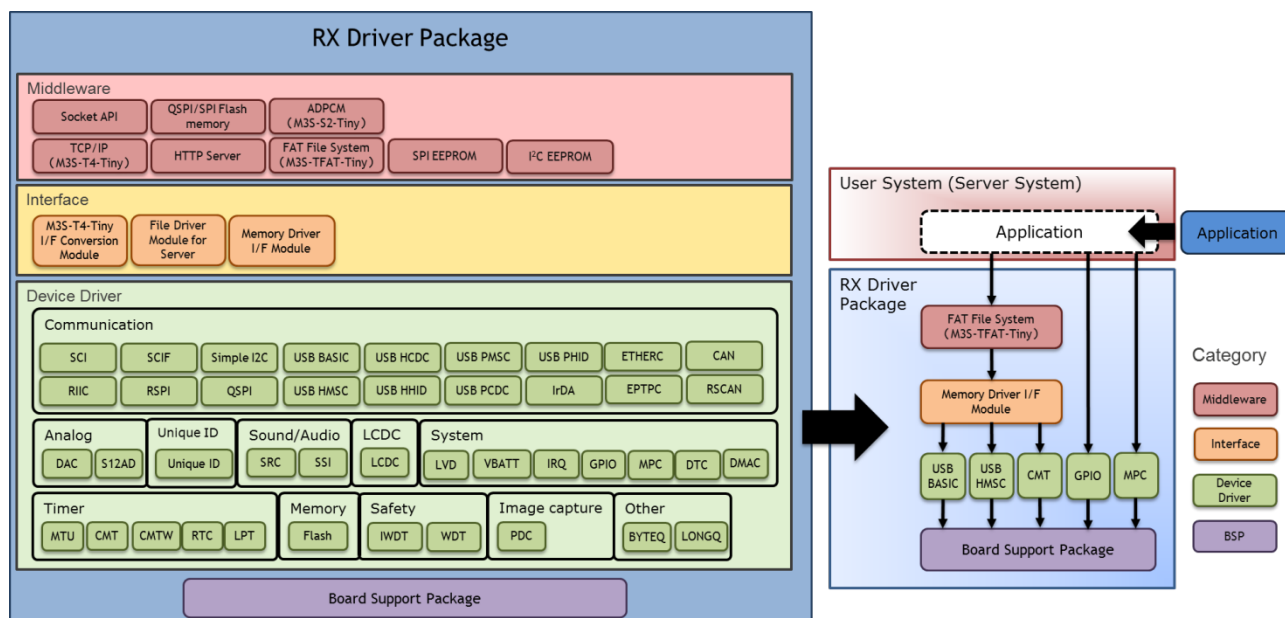 RX Driver Package
Middleware
Socket API
QSPI/SPI Flash
memory
ADPCM
(M3S-S2-Tiny)
TCP/IP
(M3S-T4-Tiny)
HTTP Server
FAT File System
(M3S-TFAT-Tiny)
SPI EEPROM
I²C EEPROM
Interface
M3S-T4-Tiny
I/F Conversion
Module
File Driver
Module for
Server
Memory Driver
I/F Module
Device Driver
Communication
SCI
SCIF
Simple I2C
USB BASIC
USB HCDC
USB PMSC
USB PHID
ETHERC
CAN
RIIC
RSPI
QSPI
USB HMSC
USB HHID
USB PCDC
IrDA
EPTPC
RSCAN
Analog
DAC
S12AD
Unique ID
Unique ID
Sound/Audio
SRC
SSI
LCDC
LCDC
System
LVD
VBATT
IRQ
GPIO
MPC
DTC
DMAC
Timer
MTU
CMT
CMTW
RTC
LPT
Memory
Flash
Safety
IWDT
WDT
Image capture
PDC
Other
BYTEQ
LONGQ
Board Support Package
User System (Server System)
Application
Application
RX Driver
Package
FAT File System
(M3S-TFAT-Tiny)
Memory Driver I/F
Module
USB
BASIC
USB
HMSC
CMT
GPIO
MPC
Board Support Package
Category
Middleware
Interface
Device
Driver
BSP